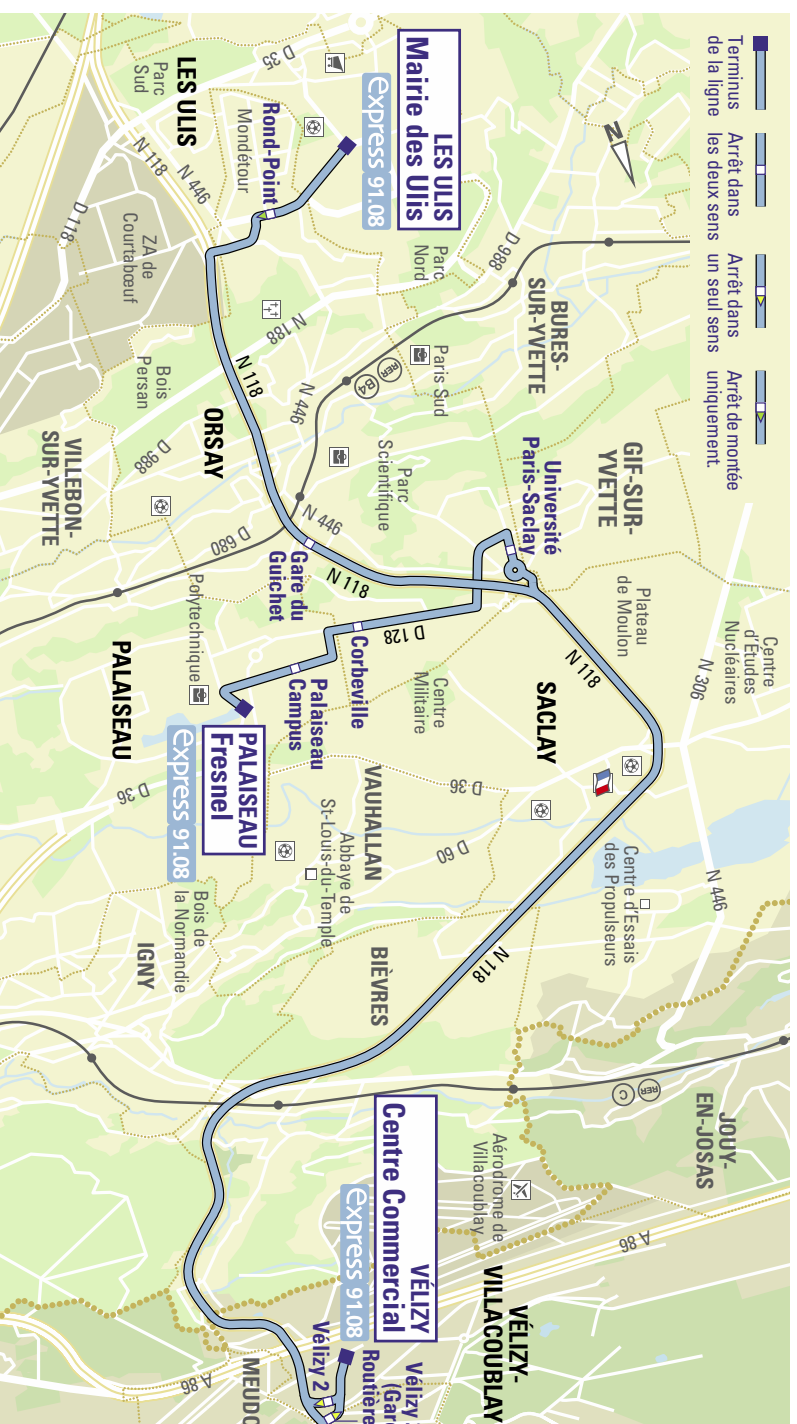 Terminus
de la ligne
Arrêt dans
les deux sens
Arrêt dans
un seul sens
Arrêt de montée
uniquement.
N
LES ULIS
Mairie des Ulis
express 91.08
D 35
LES ULIS
Parc
Sud
Rond-Point
Mondétour
N 118
N 446
D 118
ZA de
Courtabœuf
Parc
Nord
D 988
BURES-
SUR-YVETTE
N 188
Paris Sud
RER
B4
N 118
N 446
Bois
Persan
ORSAY
D 988
VILLEBON-
SUR-YVETTE
Parc
Scientifique
Université
Paris-Saclay
GIF-SUR-
YVETTE
N 446
D 680
Gare du
Guichet
N 118
Plateau
de Moulon
Centre
d'Études
Nucléaires
N 306
N 118
Polytechnique
D 128
Corbeville
Palaiseau
Campus
Centre
Militaire
SACLAY
PALAISEAU
PALAISEAU
Fresnel
express 91.08
D 36
D 36
VAUHALLAN
D 60
Abbaye de
St-Louis-du-Temple
Centre d'Essais
des Propulseurs
N 446
Bois de
la Normandie
IGNY
BIÈVRES
N 118
RER
C
JOUY-
EN-JOSAS
VÉLIZY
Centre Commercial
express 91.08
Aérodrome de
Villacoublay
A 86
VÉLIZY-
VILLACOUBLAY
Vélizy 2
A 86
Vélizy
(Gare
Routière
MEUDO